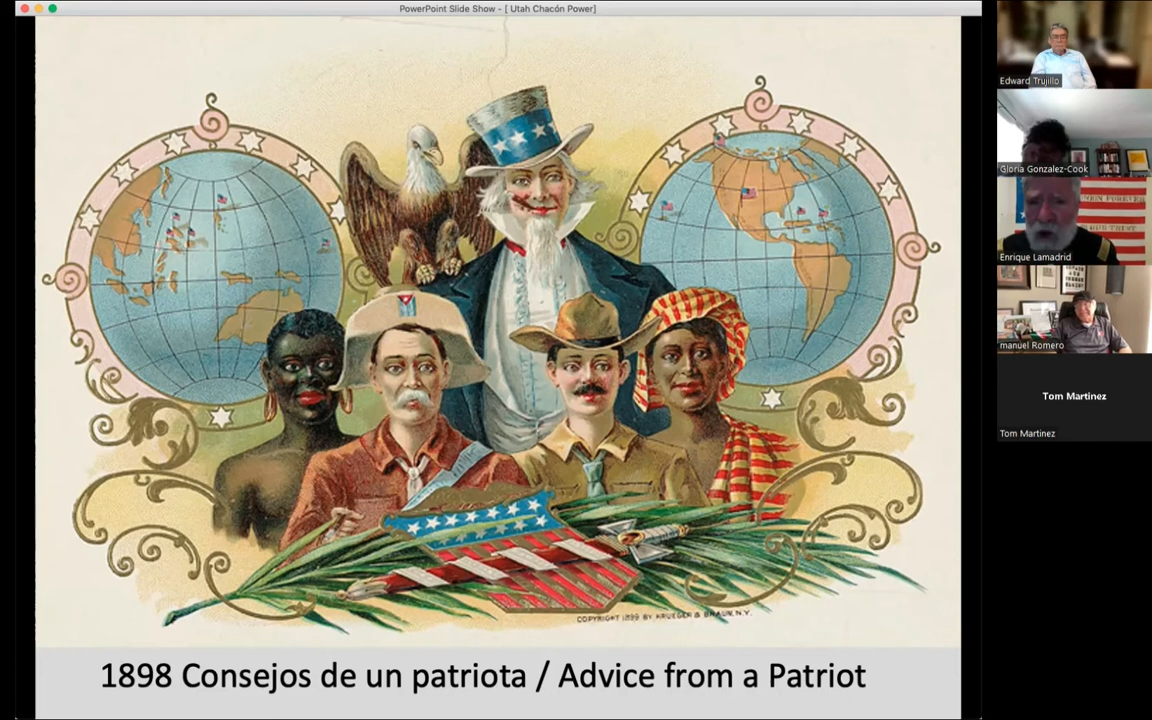 PowerPoint Slide Show - [ Utah Chacón Power]
COPYRIGHT 1899 BY KRUEGER & BRAUN N.Y.
1898 Consejos de un patriota / Advice from a Patriot
Edward Trujillo
Gloria Gonzalez-Cook
Enrique Lamadrid
manuel Romero
Tom Martinez
Tom Martinez